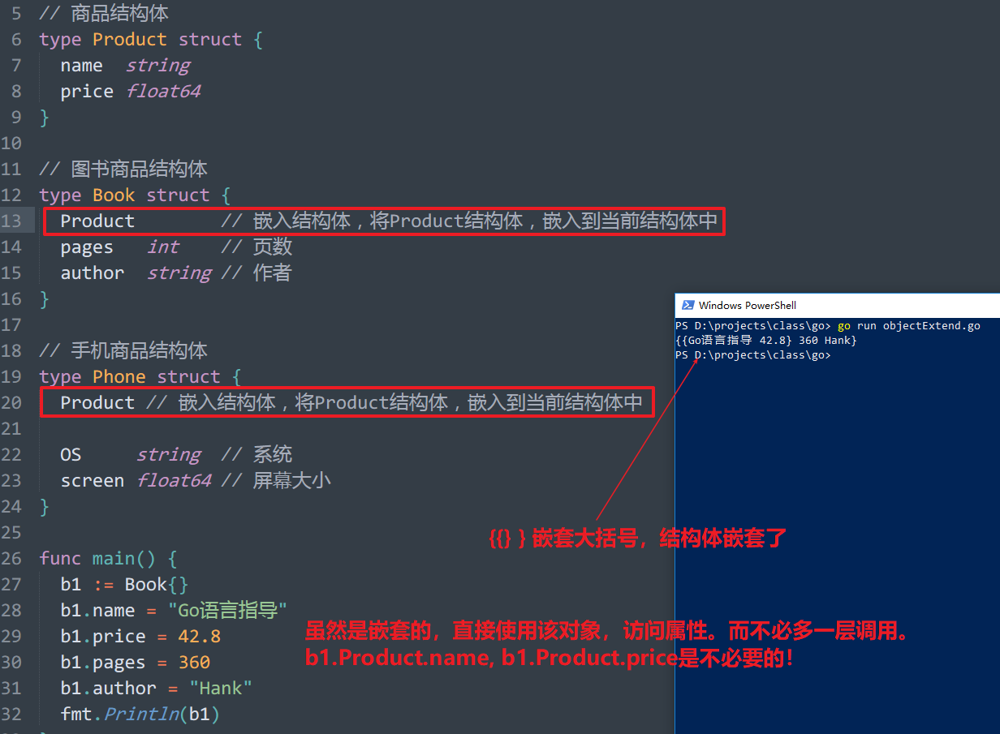 5 // 商品结构体
6 type Product struct {
7 name string
8 price float64
9 }
10
11 // 图书商品结构体
12 type Book struct {
13 Product // 嵌入结构体，将Product结构体，嵌入到当前结构体中
14 pages int // 页数
15 author string // 作者
16 }
17
18 // 手机商品结构体
19 type Phone struct {
20 Product // 嵌入结构体，将Product结构体，嵌入到当前结构体中
21
22 OS string // 系统
23 screen float64 // 屏幕大小
24 }
25
26 func main() {
27 b1 := Book{}
28 b1.name = "Go语言指导"
29 b1.price = 42.8
30 b1.pages = 360
31 b1.author = "Hank"
32 fmt.Println(b1)
Windows PowerShell
PS D:\projects\class\go> go run objectExtend.go
{{Go语言指导 42.8} 360 Hank}
PS D:\projects\class\go>
{{} } 嵌套大括号，结构体嵌套了
虽然是嵌套的，直接使用该对象，访问属性。而不必多一层调用。
b1.Product.name, b1.Product.price是不必要的！